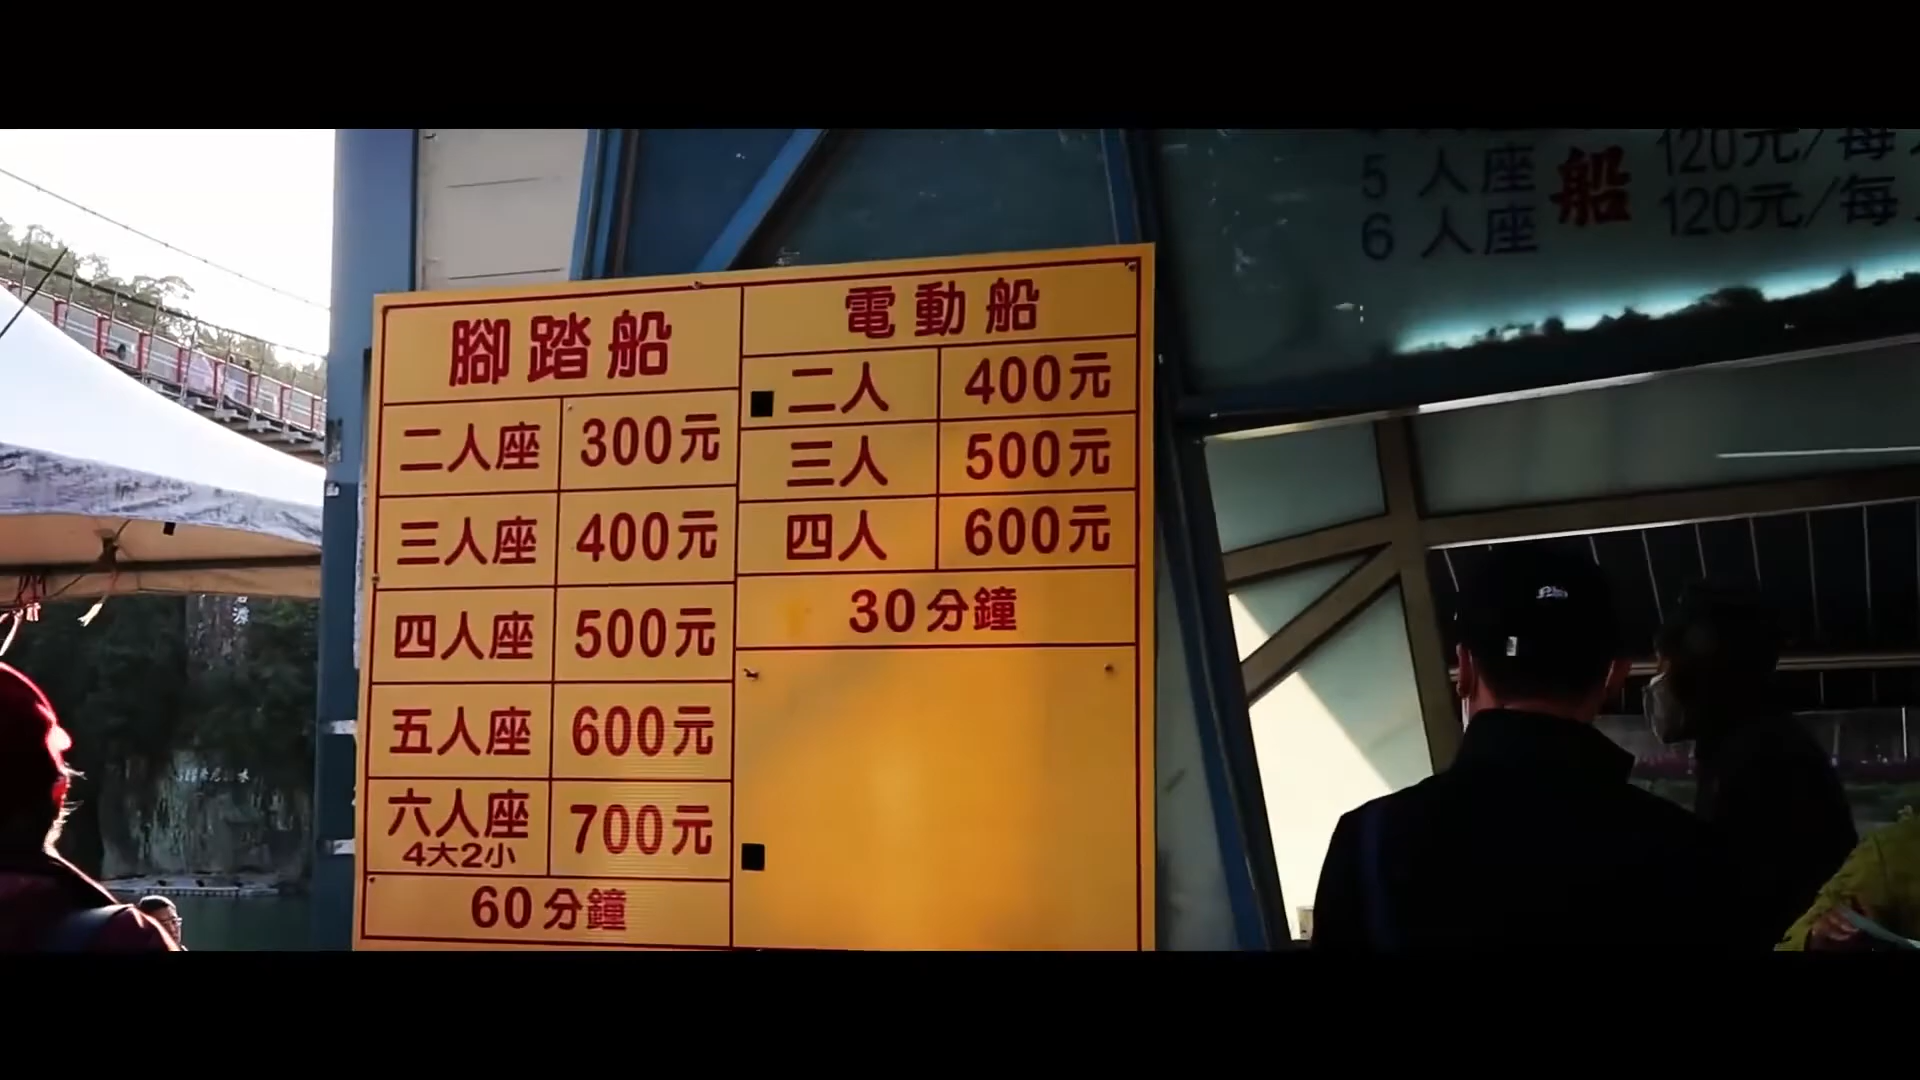 腳踏船
二人座 300元
三人座 400元
四人座 500元
五人座 600元
六人座 700元
4大2小
60分鐘
電動船
二人 400元
三人 500元
四人 600元
30分鐘
5 人座 船 120元/每
6 人座 120元/每